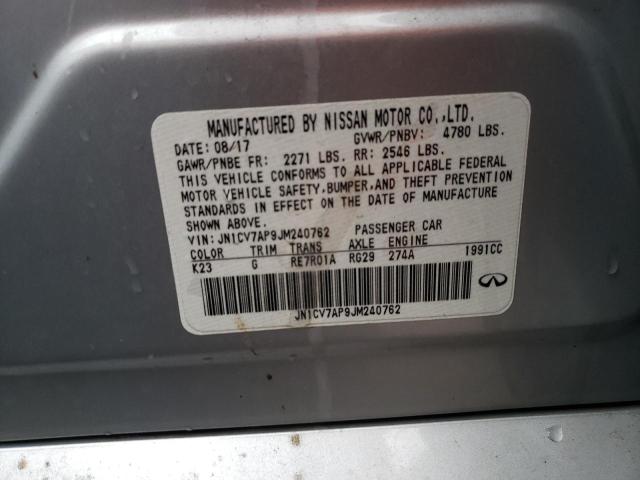 MANUFACTURED BY NISSAN MOTOR CO.,LTD.
DATE: 08/17 GVWR/PNBV: 4780 LBS.
GAWR/PNBE FR: 2271 LBS. RR: 2546 LBS.
THIS VEHICLE CONFORMS TO ALL APPLICABLE FEDERAL
MOTOR VEHICLE SAFETY, BUMPER, AND THEFT PREVENTION
STANDARDS IN EFFECT ON THE DATE OF MANUFACTURE
SHOWN ABOVE.
VIN: JN1CV7AP9JM240762 PASSENGER CAR
COLOR TRIM TRANS AXLE ENGINE
K23 G RE7R01A RG29 274A 1991CC
JN1CV7AP9JM240762